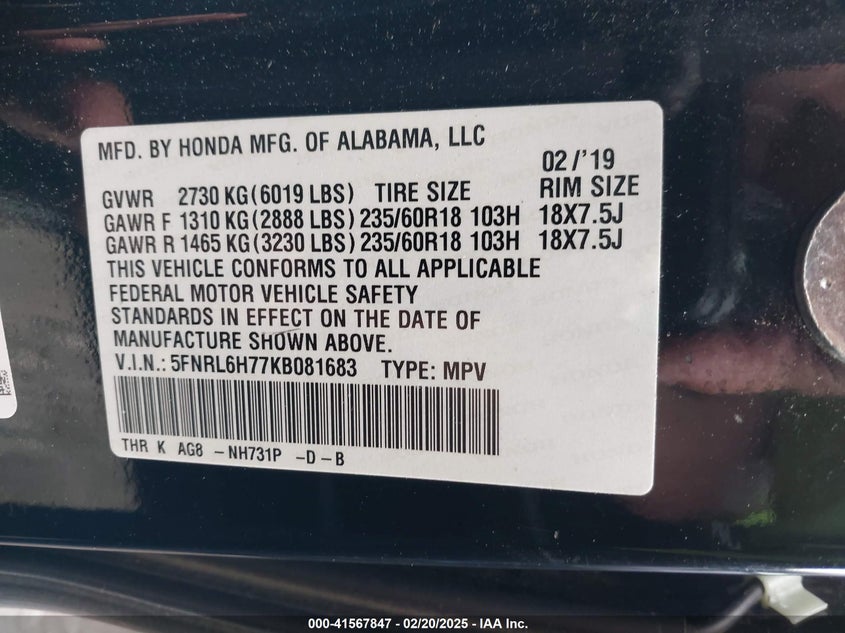 MFD. BY HONDA MFG. OF ALABAMA, LLC
02/'19
GVWR 2730 KG(6019 LBS) TIRE SIZE RIM SIZE
GAWR F 1310 KG(2888 LBS) 235/60R18 103H 18X7.5J
GAWR R 1465 KG(3230 LBS) 235/60R18 103H 18X7.5J
THIS VEHICLE CONFORMS TO ALL APPLICABLE
FEDERAL MOTOR VEHICLE SAFETY
STANDARDS IN EFFECT ON THE DATE OF
MANUFACTURE SHOWN ABOVE.
V.I.N.: 5FNRL6H77KB081683 TYPE: MPV
THR K AG8 -NH731P -D-B
000-41567847 - 02/20/2025 - IAA Inc.